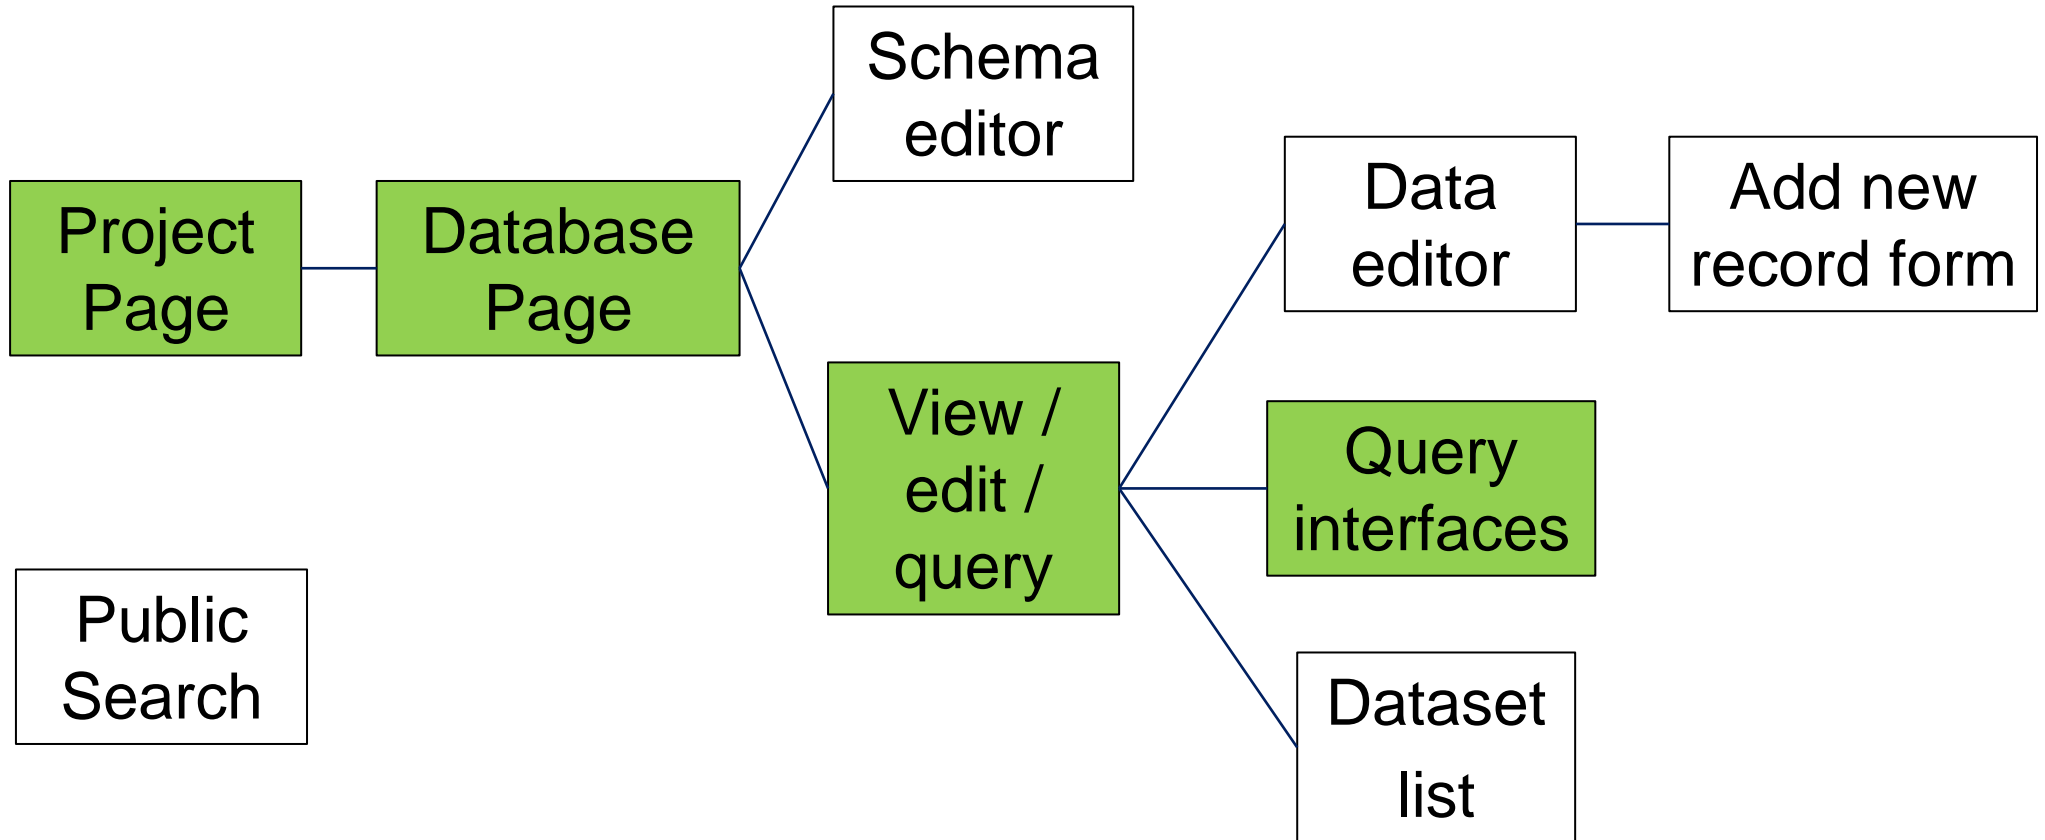 Schema
editor
Project
Page
Database
Page
Data
editor
Add new
record form
View /
edit /
query
Query
interfaces
Public
Search
Dataset
list